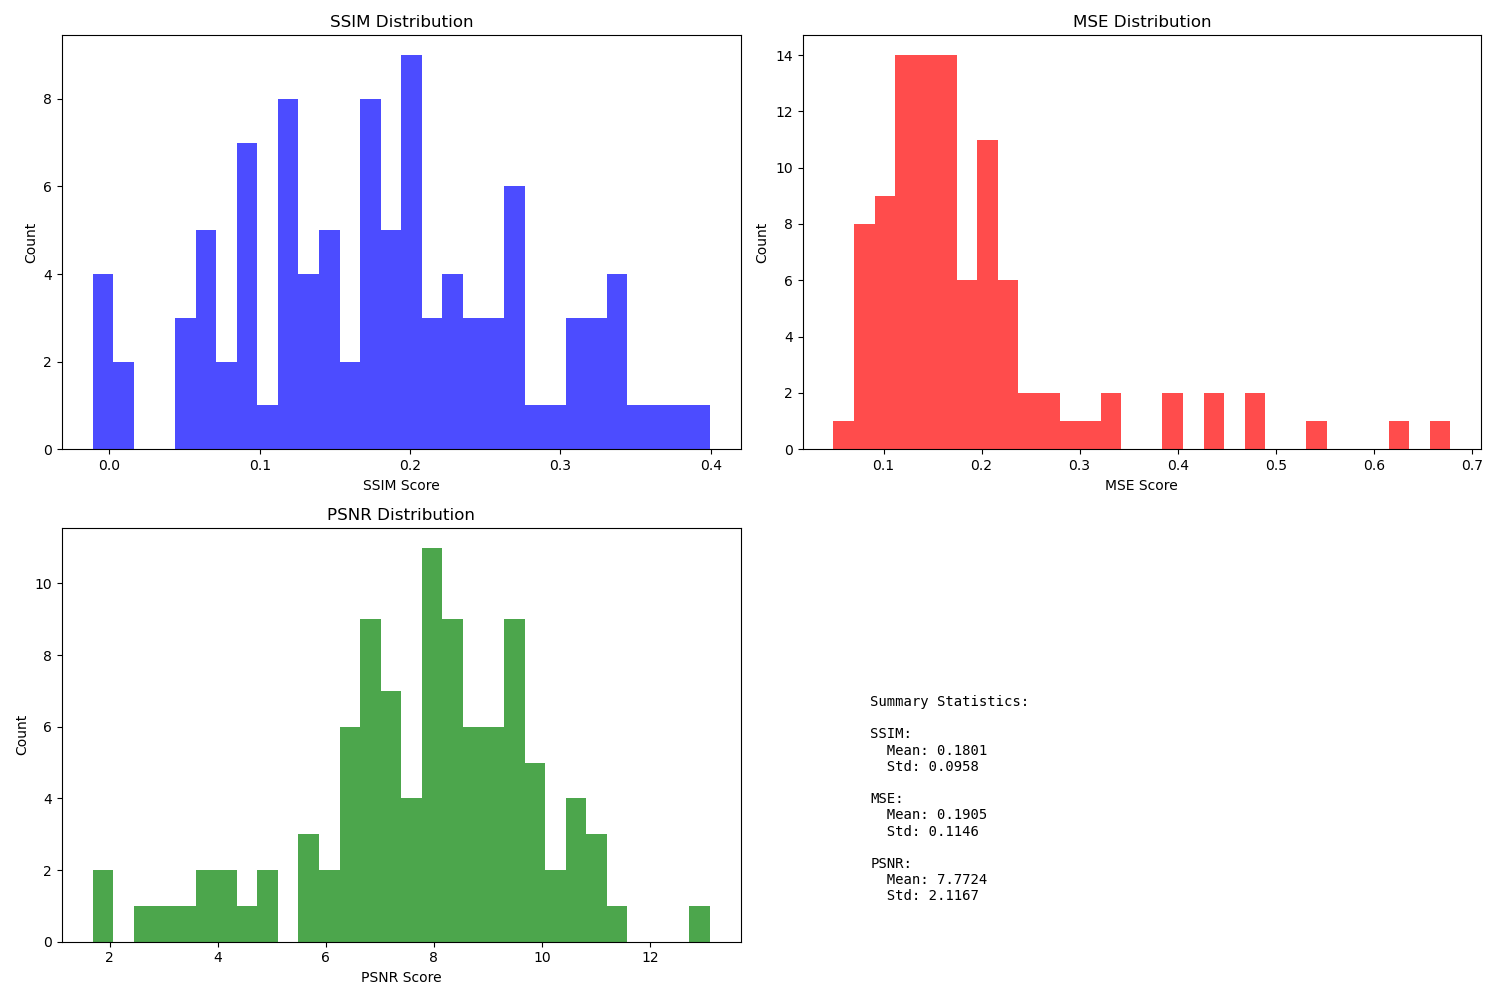 SSIM Distribution
8
6
4
2
0
Count
0.0 0.1 0.2 0.3 0.4
SSIM Score
MSE Distribution
14
12
10
8
6
4
2
0
Count
0.1 0.2 0.3 0.4 0.5 0.6 0.7
MSE Score
PSNR Distribution
10
8
6
4
2
0
Count
2 4 6 8 10 12
PSNR Score
Summary Statistics:
SSIM:
Mean: 0.1801
Std: 0.0958
MSE:
Mean: 0.1905
Std: 0.1146
PSNR:
Mean: 7.7724
Std: 2.1167